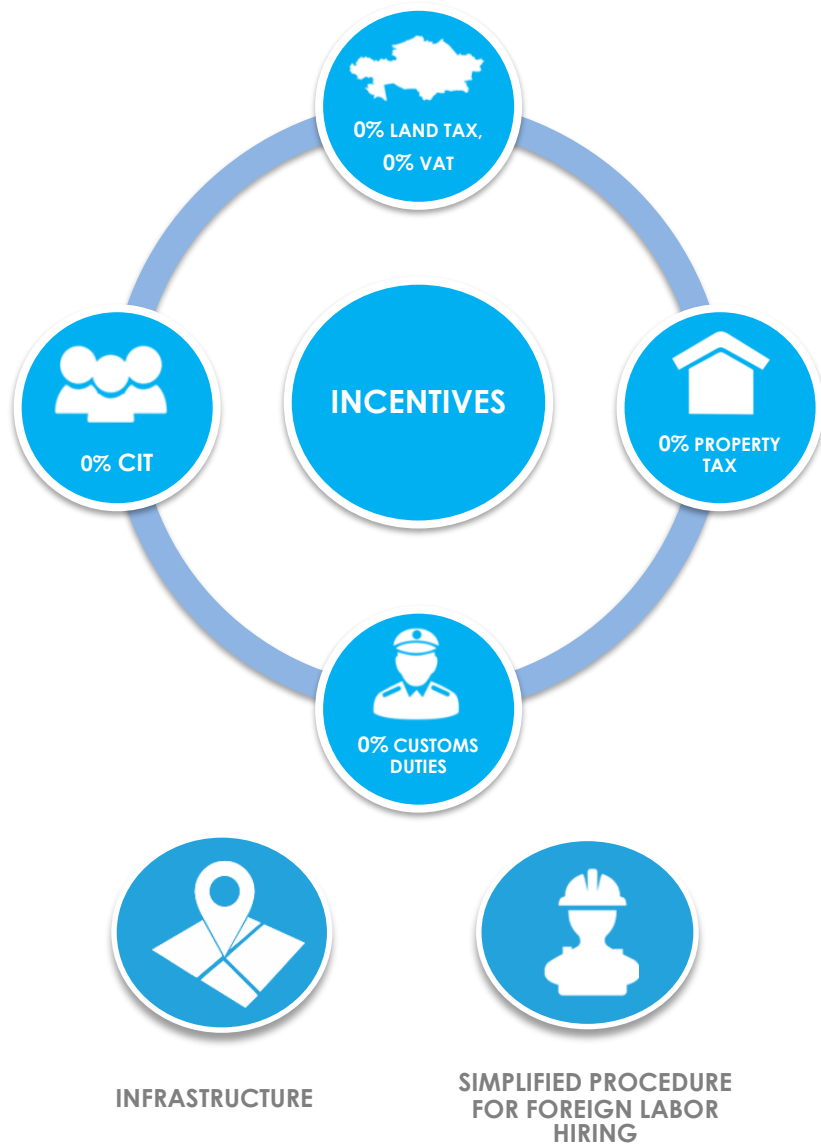 0% LAND TAX,
0% VAT
INCENTIVES
0% CIT
0% PROPERTY
TAX
0% CUSTOMS
DUTIES
INFRASTRUCTURE
SIMPLIFIED PROCEDURE
FOR FOREIGN LABOR
HIRING